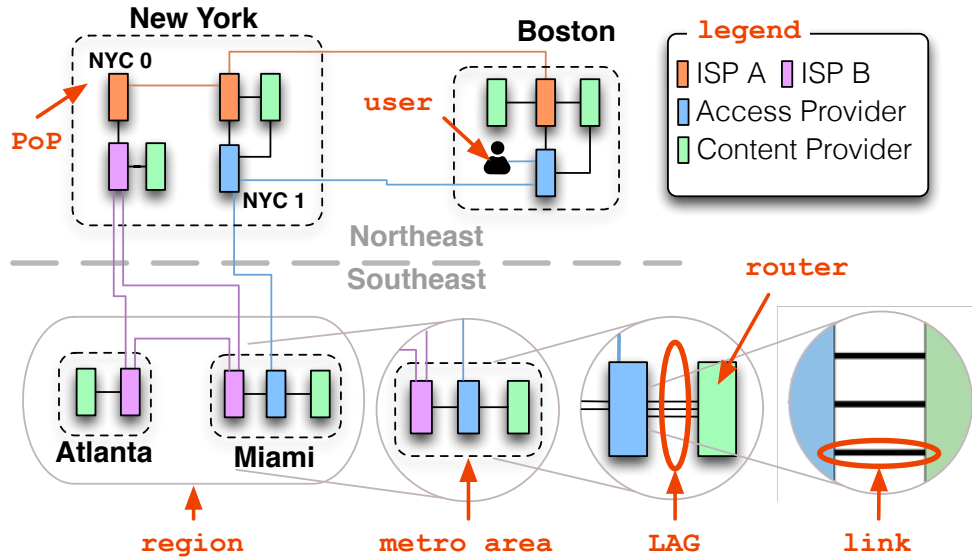 New York
Boston
legend
NYC 0
ISP A
ISP B
user
Access Provider
PoP
Content Provider
NYC 1
Northeast
Southeast
router
Atlanta
Miami
region
metro area
LAG
link